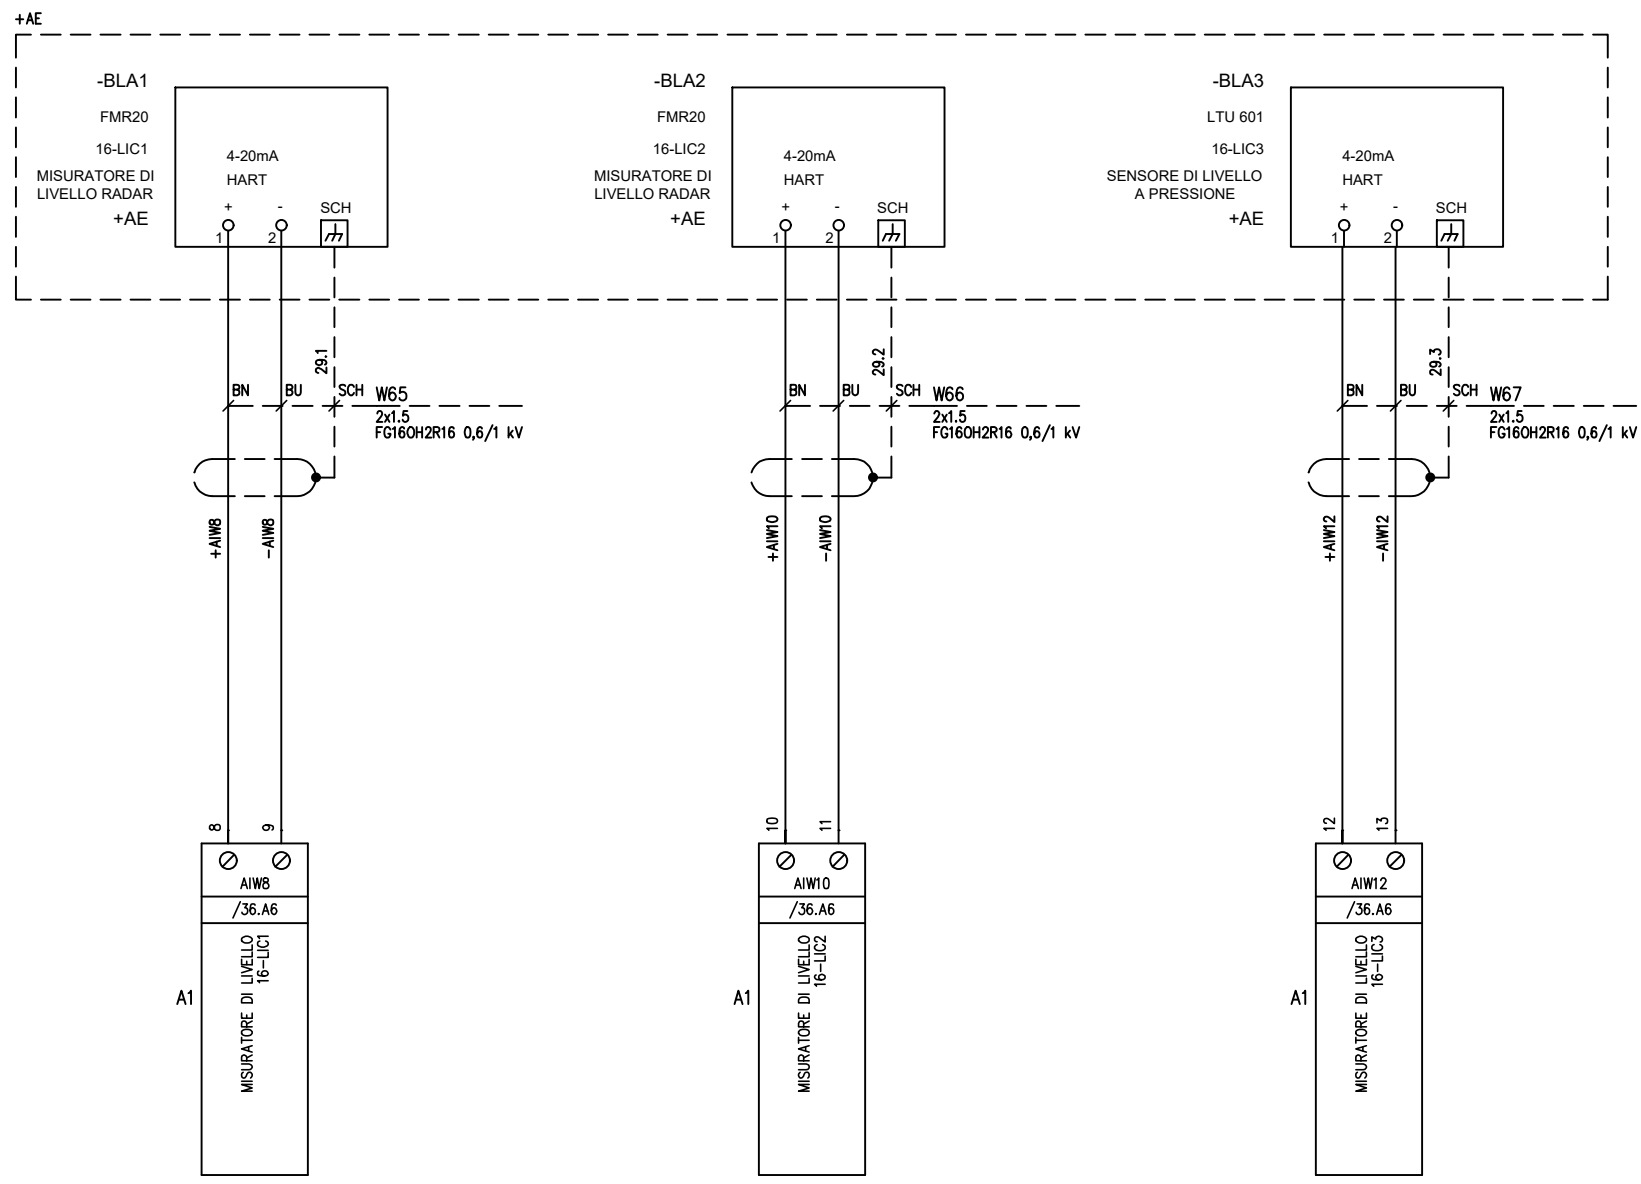 +AE
-BLA1
FMR20
16-LIC1
MISURATORE DI
LIVELLO RADAR
+AE
4-20mA
HART
+
-
SCH
1
2
-BLA2
FMR20
16-LIC2
MISURATORE DI
LIVELLO RADAR
+AE
4-20mA
HART
+
-
SCH
1
2
-BLA3
LTU 601
16-LIC3
SENSORE DI LIVELLO
A PRESSIONE
+AE
4-20mA
HART
+
-
SCH
1
2
29.1
BN
BU
SCH
W65
2x1.5
FG16OH2R16 0,6/1 kV
29.2
BN
BU
SCH
W66
2x1.5
FG16OH2R16 0,6/1 kV
29.3
BN
BU
SCH
W67
2x1.5
FG16OH2R16 0,6/1 kV
+AIW8
-AIW8
+AIW10
-AIW10
+AIW12
-AIW12
8
9
AIW8
/36.A6
MISURATORE DI LIVELLO
16-LIC1
A1
10
11
AIW10
/36.A6
MISURATORE DI LIVELLO
16-LIC2
A1
12
13
AIW12
/36.A6
MISURATORE DI LIVELLO
16-LIC3
A1